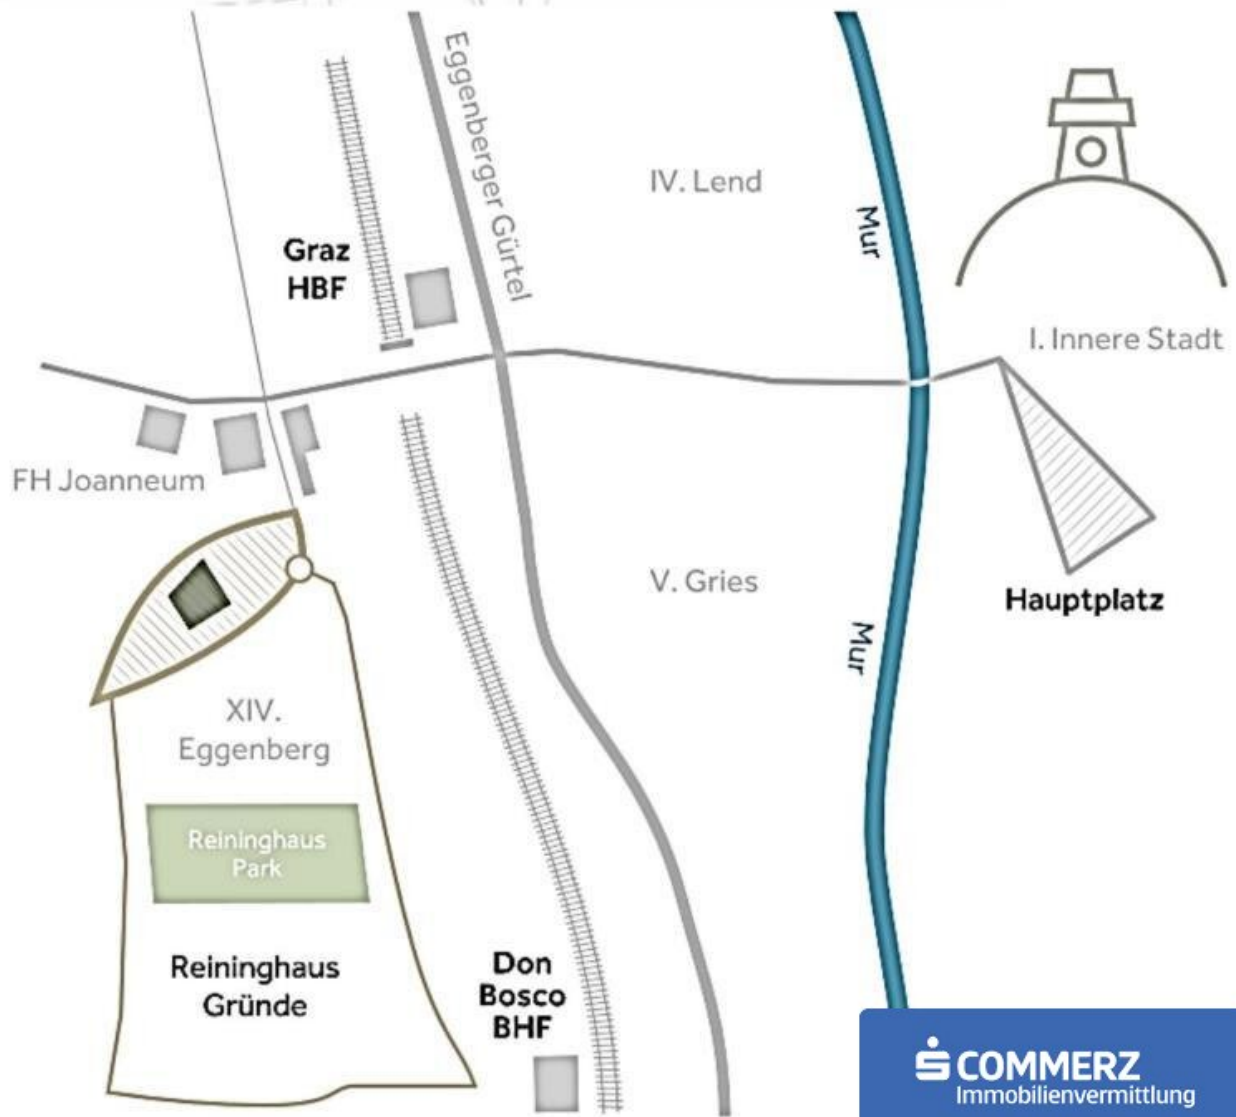 Eggenberger Gürtel
IV. Lend
Mur
Graz
HBF
I. Innere Stadt
FH Joanneum
V. Gries
Hauptplatz
Mur
XIV.
Eggenberg
Reininghaus
Park
Reininghaus
Gründe
Don
Bosco
BHF
S COMMERZ
Immobilienvermittlung